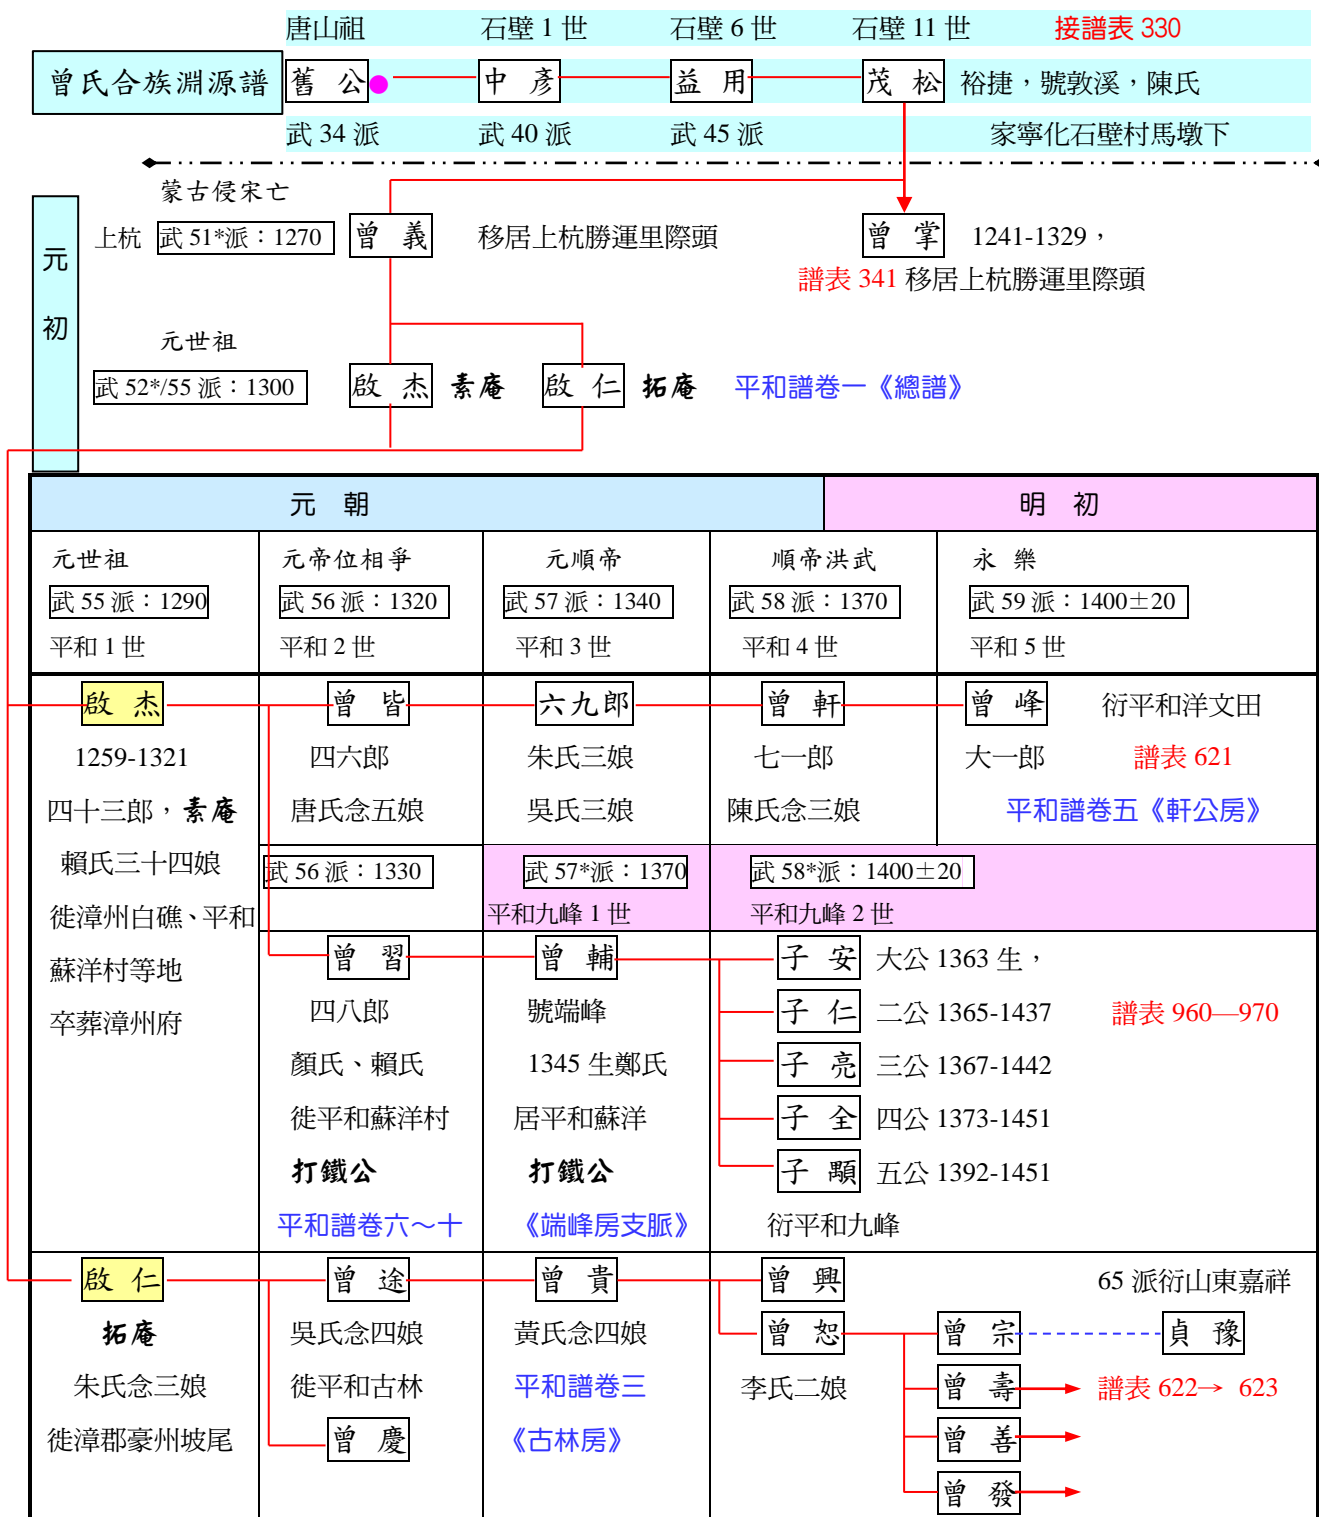 唐山祖 石壁 1 世 石壁 6 世 石壁 11 世 接譜表 330
曾氏合族淵源譜 舊 公 中 彥 益 用 茂 松 裕捷，號敦溪，陳氏
武 34 派 武 40 派 武 45 派 家寧化石壁村馬墩下
蒙古侵宋亡
上杭 武 51*派：1270 曾 義 移居上杭勝運里際頭 曾 掌 1241-1329，
譜表 341 移居上杭勝運里際頭
元初
元世祖
武 52*/55 派：1300 啟 杰 素庵 啟 仁 拓庵 平和譜卷一《總譜》
元 朝 明 初
元世祖 元帝位相爭 元順帝 順帝洪武 永 樂
武 55 派：1290 武 56 派：1320 武 57 派：1340 武 58 派：1370 武 59 派：1400±20
平和 1 世 平和 2 世 平和 3 世 平和 4 世 平和 5 世
啟 杰 曾 皆 六九郎 曾 軒 曾 峰 衍平和洋文田
1259-1321 四六郎 朱氏三娘 七一郎 大一郎 譜表 621
四十三郎，素庵 唐氏念五娘 吳氏三娘 陳氏念三娘 平和譜卷五《軒公房》
賴氏三十四娘 武 56 派：1330 武 57*派：1370 武 58*派：1400±20
徙漳州白礁、平和 平和九峰 1 世 平和九峰 2 世
蘇洋村等地 曾 習 曾 輔 子 安 大公 1363 生，
卒葬漳州府 四八郎 號端峰 子 仁 二公 1365-1437 譜表 960—970
顏氏、賴氏 1345 生鄭氏 子 亮 三公 1367-1442
徙平和蘇洋村 居平和蘇洋 子 全 四公 1373-1451
打鐵公 打鐵公 子 顒 五公 1392-1451
平和譜卷六～十 《端峰房支脈》 衍平和九峰
啟 仁 曾 途 曾 貴 曾 興 65 派衍山東嘉祥
拓庵 吳氏念四娘 黃氏念四娘 曾 恕 曾 宗 貞 豫
朱氏念三娘 徙平和古林 平和譜卷三 李氏二娘 曾 壽 譜表 622→ 623
徙漳郡豪州坡尾 曾 慶 《古林房》 曾 善
曾 發